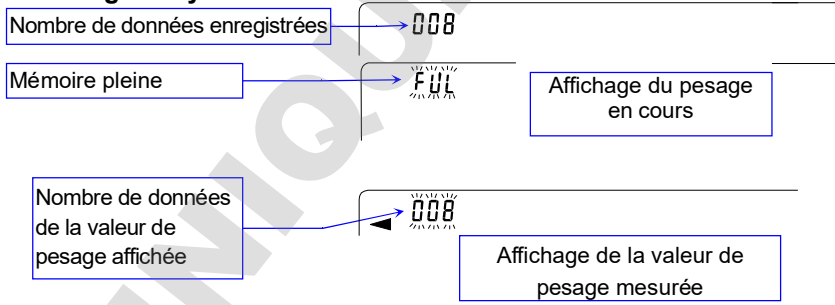 Nombre de données enregistrées
008
Mémoire pleine
FUL
Affichage du pesage
en cours
Nombre de données
de la valeur de
pesage affichée
008
Affichage de la valeur de
pesage mesurée